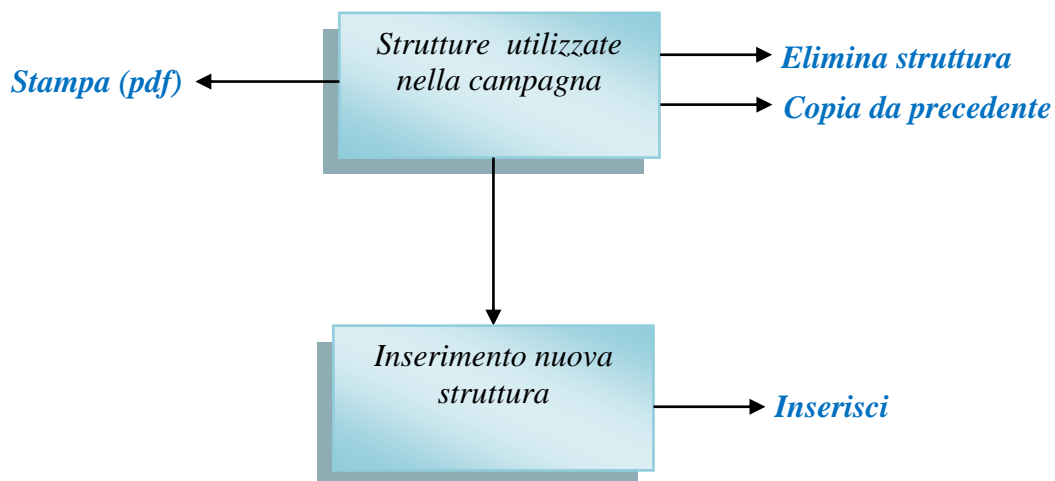 Strutture utilizzate
nella campagna
Stampa (pdf)
Elimina struttura
Copia da precedente
Inserimento nuova
struttura
Inserisci